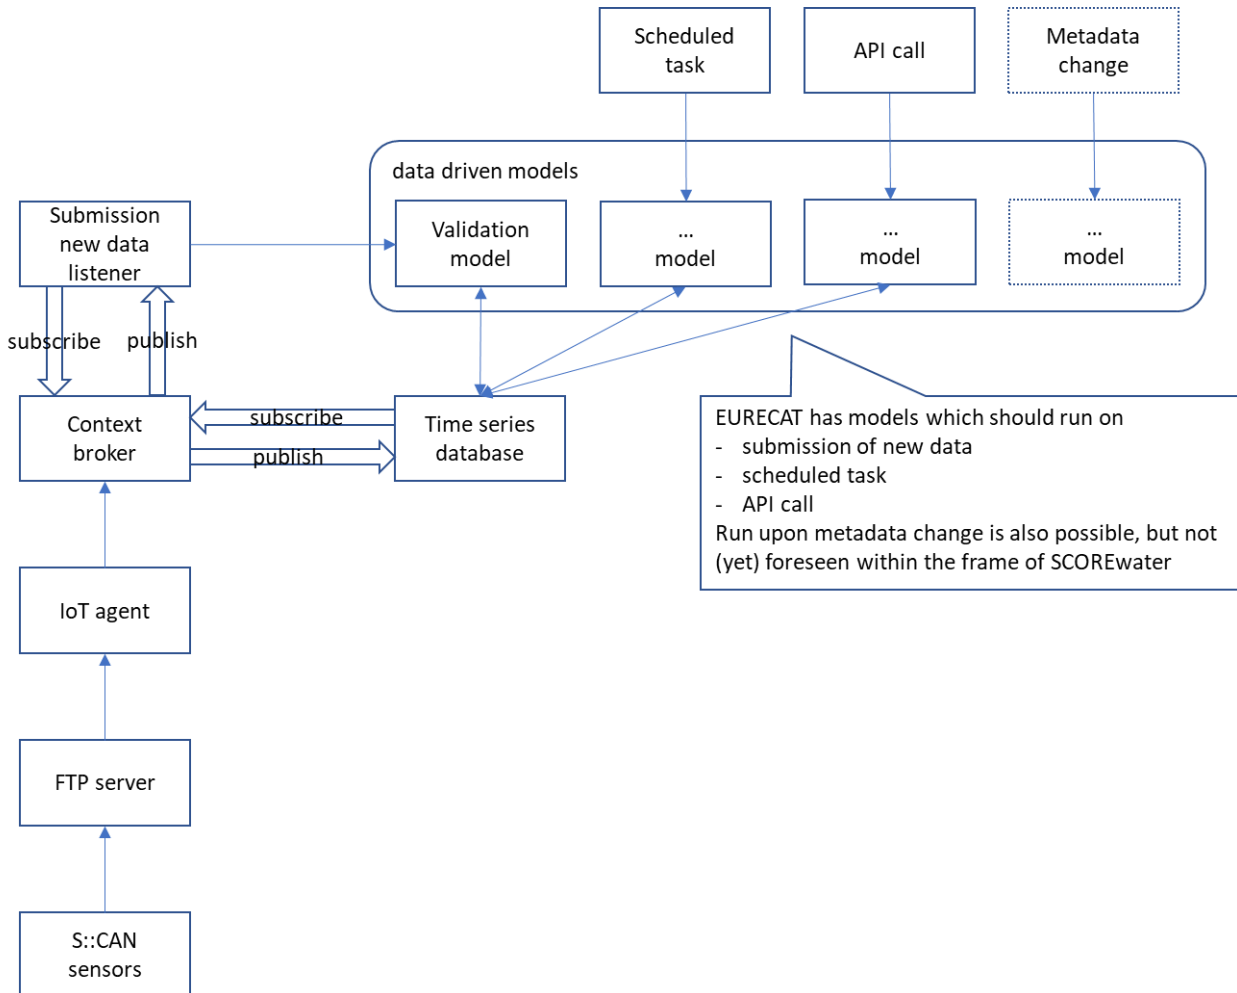 Scheduled
task
API call
Metadata
change
data driven models
Submission
new data
listener
Validation
model
...
model
...
model
...
model
subscribe
publish
Context
broker
subscribe
publish
Time series
database
EURECAT has models which should run on
- submission of new data
- scheduled task
- API call
Run upon metadata change is also possible, but not
(yet) foreseen within the frame of SCOREwater
IoT agent
FTP server
S::CAN
sensors